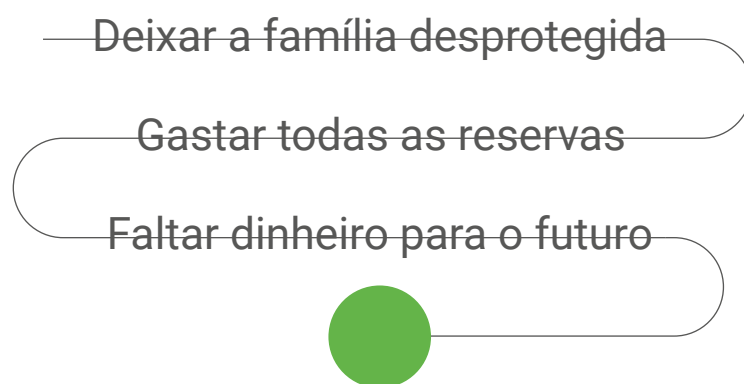 Deixar a família desprotegida
Gastar todas as reservas
Faltar dinheiro para o futuro